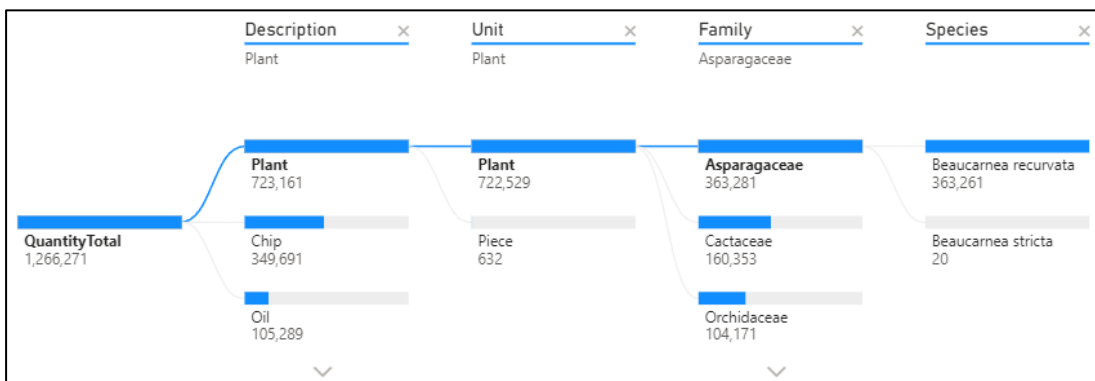 Description
Plant
Unit
Plant
Family
Asparagaceae
Species
QuantityTotal
1,266,271
Plant
723,161
Chip
349,691
Oil
105,289
Plant
722,529
Piece
632
Asparagaceae
363,281
Cactaceae
160,353
Orchidaceae
104,171
Beaucarnea recurvata
363,261
Beaucarnea stricta
20